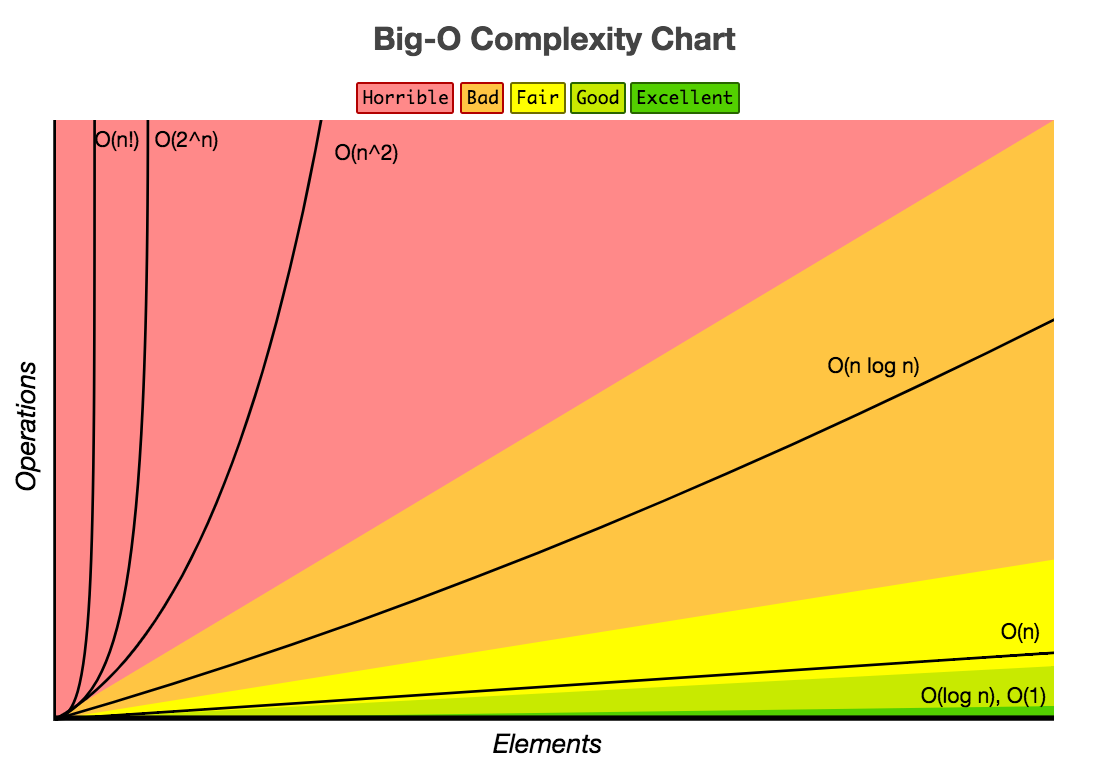 Big-O Complexity Chart
Horrible Bad Fair Good Excellent
O(n!) O(2^n)
O(n^2)
O(n log n)
O(n)
O(log n), O(1)
Operations
Elements